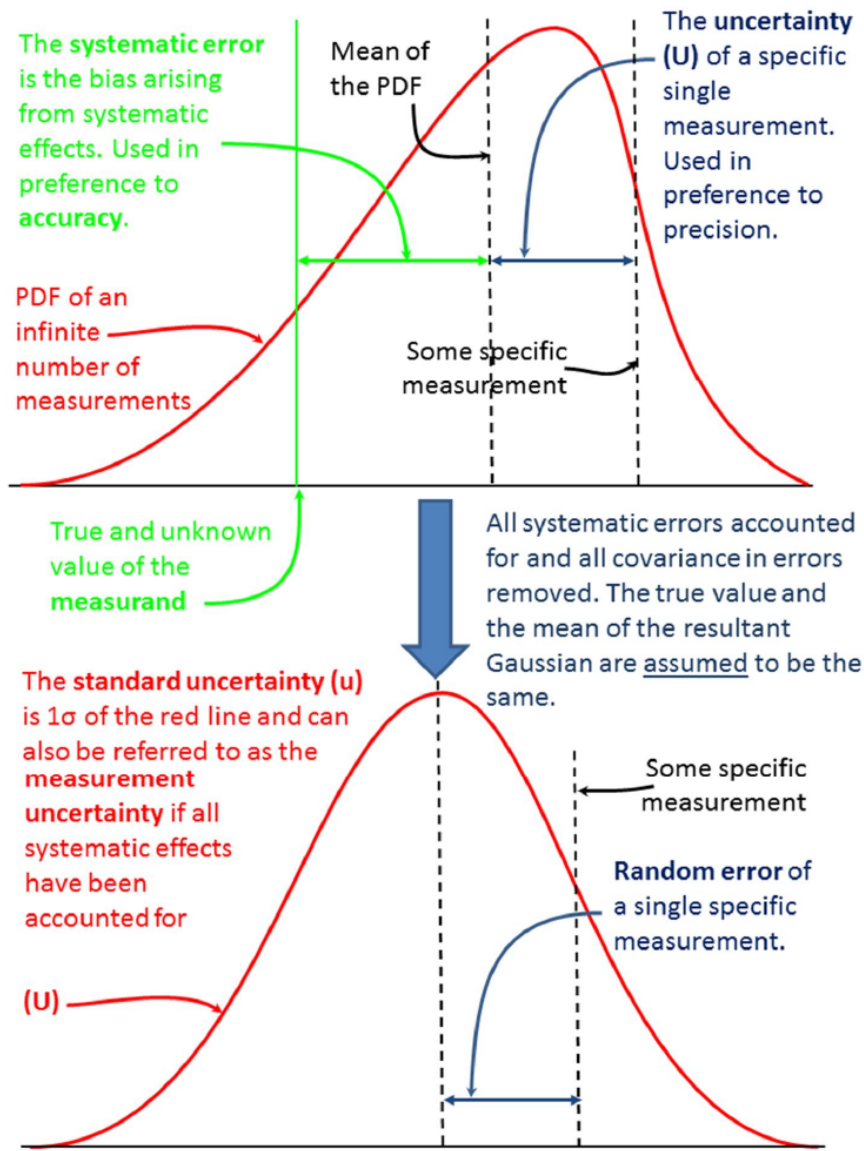 The systematic error
is the bias arising
from systematic
effects. Used in
preference to
accuracy.
Mean of
the PDF
The uncertainty
(U) of a specific
single
measurement.
Used in
preference to
precision.
PDF of an
infinite
number of
measurements
Some specific
measurement
True and unknown
value of the
measurand
All systematic errors accounted
for and all covariance in errors
removed. The true value and
the mean of the resultant
Gaussian are assumed to be the
same.
The standard uncertainty (u)
is 1σ of the red line and can
also be referred to as the
measurement
uncertainty if all
systematic effects
have been
accounted for
Some specific
measurement
Random error of
a single specific
measurement.
(U)